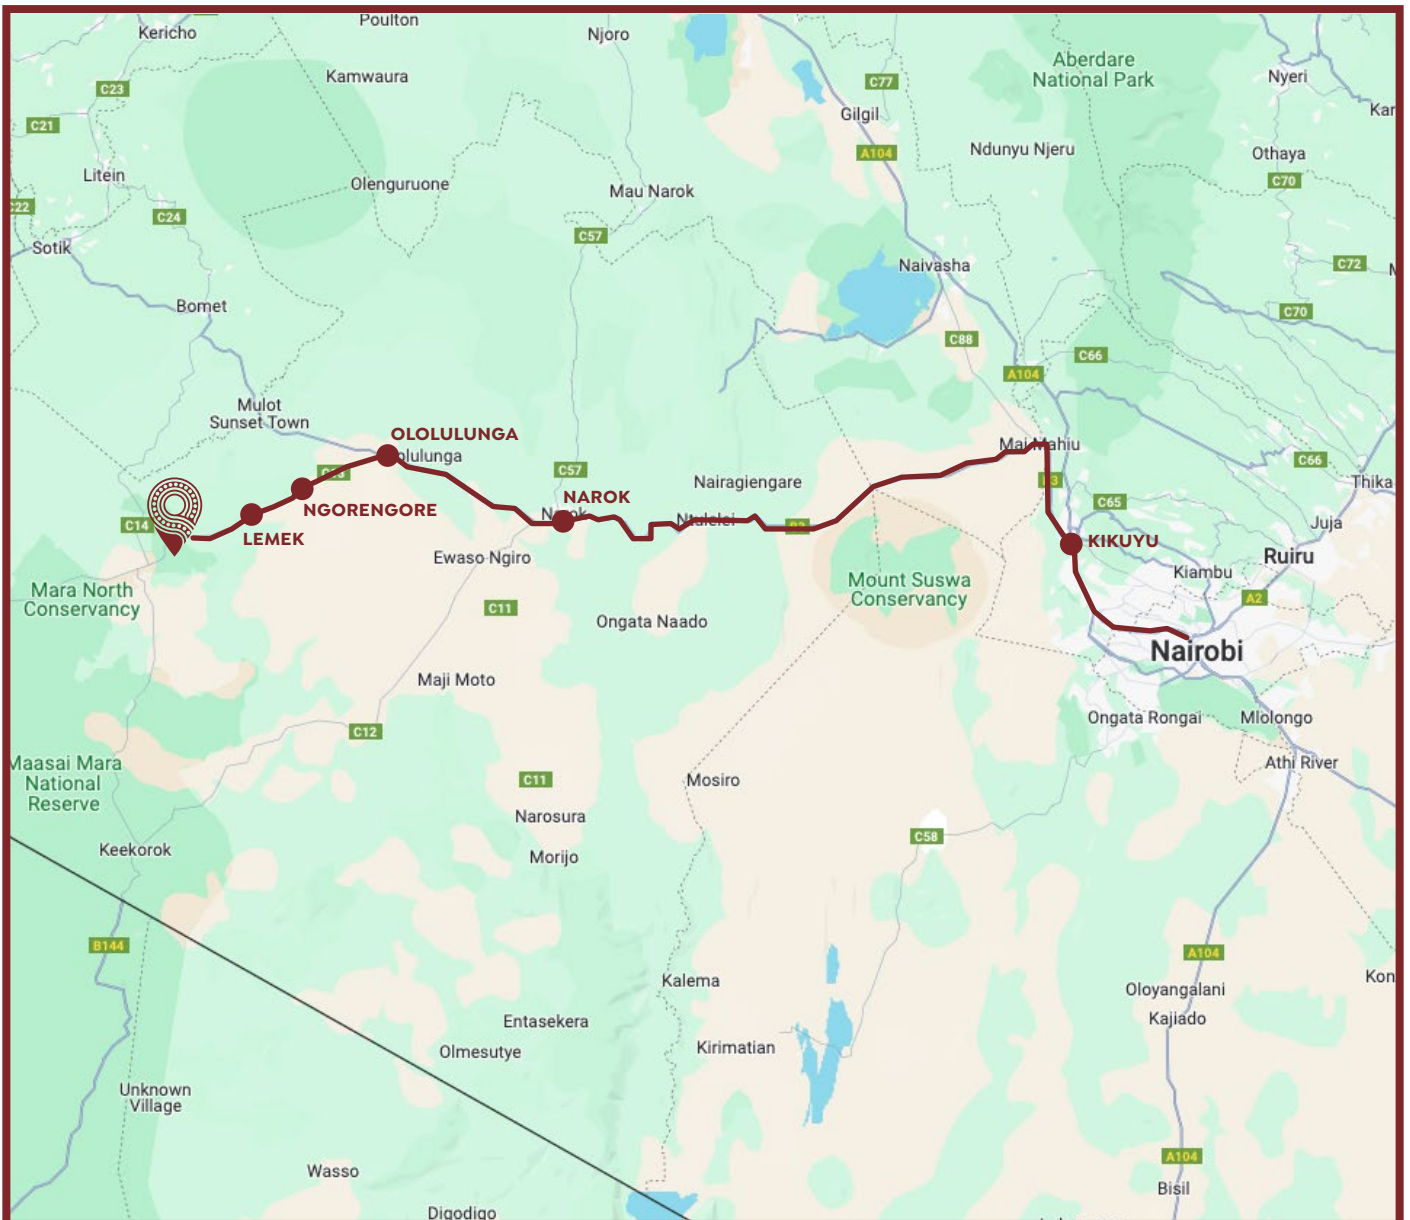 Poulton
Kericho
Njoro
Aberdare
National Park
Kamwaura
C77
Nyeri
C23
Gilgil
C21
A104
Ndunyu Njeru
Othaya
Litein
Olenguruone
Mau Narok
C70
C24
C57
Sotik
Naivasha
C72
Bomet
C70
C88
C66
A104
Mulot
Sunset Town
OLOLULUNGA
Mai Mahiu
C66
C57
Nairagiengare
Thika
NGORENGORE
NAROK
C65
C14
Juja
LEMEK
Ntulelei
KIKUYU
Ruiru
Ewaso Ngiro
Kiambu
Mount Suswa
Conservancy
Mara North
Conservancy
A2
C11
Ongata Naado
Nairobi
Maji Moto
Ongata Rongai
Mlolongo
C12
Maasai Mara
National
Reserve
Athi River
C11
Mosiro
Narosura
C58
Keekorok
Morijo
B144
A104
Kalema
Kon
Oloyangalani
Entasekera
Kajiado
Olmesutye
Kirimatian
Unknown
Village
A104
Wasso
Bisil
Digodigo